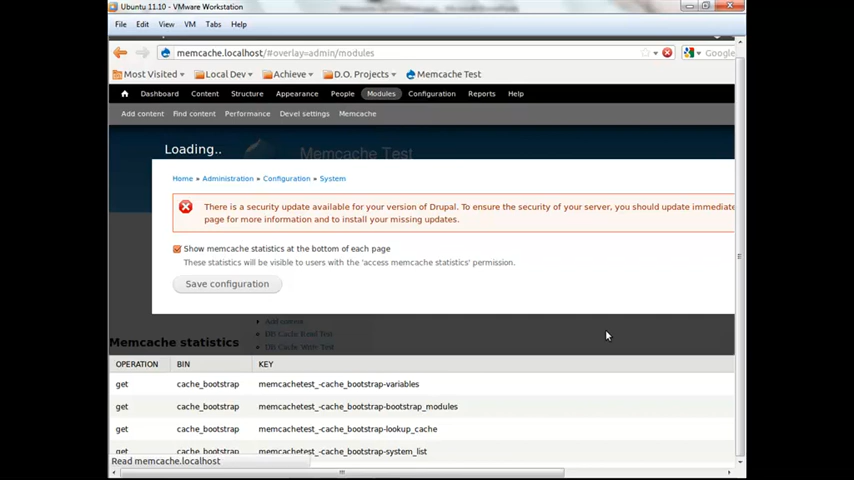 Ubuntu 11.10 - VMware Workstation
File Edit View VM Tabs Help
memcache.localhost/#overlay=admin/modules Google
Most Visited Local Dev Achieve D.O. Projects Memcache Test
Dashboard Content Structure Appearance People Modules Configuration Reports Help
Add content Find content Performance Devel settings Memcache
Loading..
Memcache Test
Home » Administration » Configuration » System
There is a security update available for your version of Drupal. To ensure the security of your server, you should update immediate
page for more information and to install your missing updates.
Show memcache statistics at the bottom of each page
These statistics will be visible to users with the 'access memcache statistics' permission.
Save configuration
Add content
DB Cache Read Test
DB Cache Write Test
Memcache statistics
OPERATION BIN KEY
get cache_bootstrap memcachetest_-cache_bootstrap-variables
get cache_bootstrap memcachetest_-cache_bootstrap-bootstrap_modules
get cache_bootstrap memcachetest_-cache_bootstrap-lookup_cache
get cache_bootstrap memcachetest_-cache_bootstrap-system_list
Read memcache.localhost